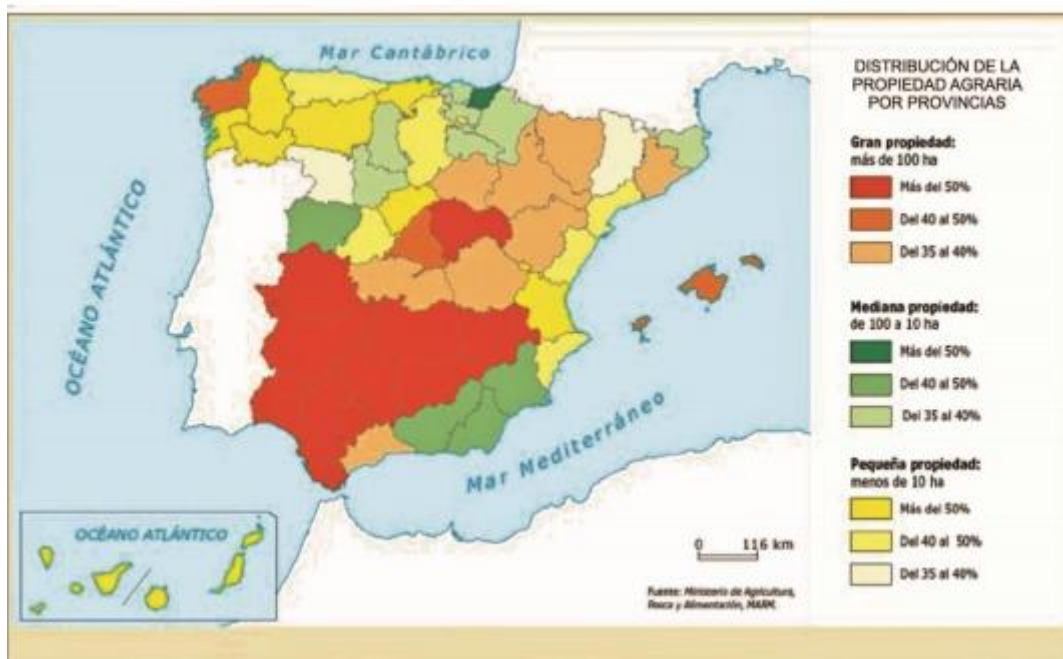 Mar Cantábrico
OCÉANO ATLÁNTICO
Mar Mediterráneo
OCÉANO ATLÁNTICO
0 116 km
Fuente: Ministerio de Agricultura,
Pesca y Alimentación, MARM.
DISTRIBUCIÓN DE LA
PROPIEDAD AGRARIA
POR PROVINCIAS
Gran propiedad:
más de 100 ha
Más del 50%
Del 40 al 50%
Del 35 al 40%
Mediana propiedad:
de 100 a 10 ha
Más del 50%
Del 40 al 50%
Del 35 al 40%
Pequeña propiedad:
menos de 10 ha
Más del 50%
Del 40 al 50%
Del 35 al 40%